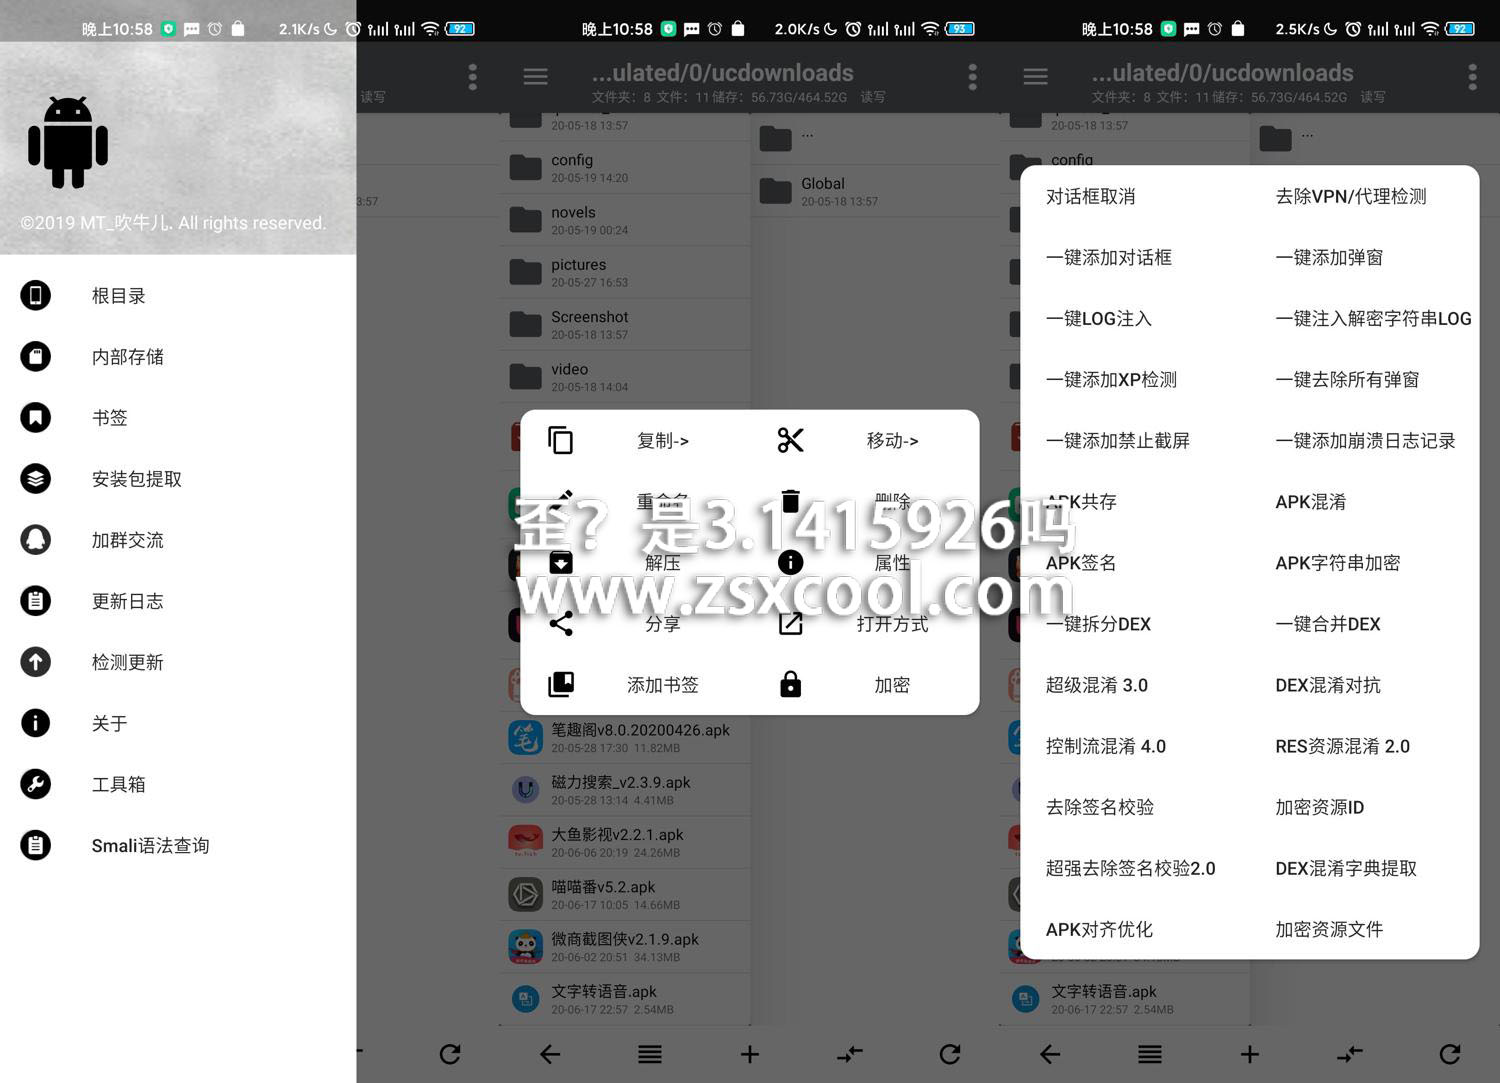 晚上10:58
2.1K/s
92
读写
3:57
©2019 MT_吹牛儿. All rights reserved.
根目录
内部存储
书签
安装包提取
加群交流
更新日志
检测更新
关于
工具箱
Smali语法查询
晚上10:58
2.0K/s
93
...ulated/0/ucdownloads
文件夹：8 文件：11 储存：56.73G/464.52G 读写
20-05-18 13:57
config
20-05-19 14:20
novels
20-05-19 00:24
pictures
20-05-27 16:53
Screenshot
20-05-18 13:57
video
20-05-18 14:04
...
Global
20-05-18 13:57
复制->
移动->
重命名
删除
解压
属性
分享
打开方式
添加书签
加密
歪？是3.1415926吗
www.zsxcool.com
笔趣阁v8.0.20200426.apk
20-05-28 17:30 11.82MB
磁力搜索_v2.3.9.apk
20-05-28 13:14 4.41MB
大鱼影视v2.2.1.apk
20-06-06 20:19 24.26MB
喵喵番v5.2.apk
20-06-17 10:05 14.66MB
微商截图侠v2.1.9.apk
20-06-02 20:51 34.13MB
文字转语音.apk
20-06-17 22:57 2.54MB
晚上10:58
2.5K/s
92
...ulated/0/ucdownloads
文件夹：8 文件：11 储存：56.73G/464.52G 读写
20-05-18 13:57
config
...
对话框取消
去除VPN/代理检测
一键添加对话框
一键添加弹窗
一键LOG注入
一键注入解密字符串LOG
一键添加XP检测
一键去除所有弹窗
一键添加禁止截屏
一键添加崩溃日志记录
APK共存
APK混淆
APK签名
APK字符串加密
一键拆分DEX
一键合并DEX
超级混淆 3.0
DEX混淆对抗
控制流混淆 4.0
RES资源混淆 2.0
去除签名校验
加密资源ID
超强去除签名校验2.0
DEX混淆字典提取
APK对齐优化
加密资源文件
文字转语音.apk
20-06-17 22:57 2.54MB